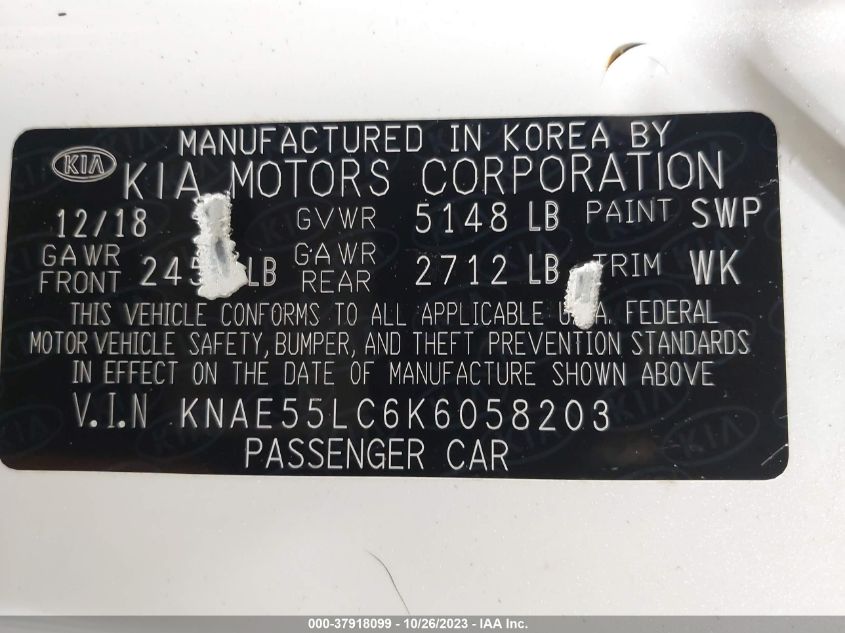 MANUFACTURED IN KOREA BY
KIA
KIA MOTORS CORPORATION
12/18 GVWR 5148 LB PAINT SWP
GAWR FRONT LB GAWR REAR 2712 LB TRIM WK
THIS VEHICLE CONFORMS TO ALL APPLICABLE FEDERAL
MOTOR VEHICLE SAFETY, BUMPER, AND THEFT PREVENTION STANDARDS
IN EFFECT ON THE DATE OF MANUFACTURE SHOWN ABOVE
V.I.N KNAE55LC6K6058203
PASSENGER CAR
000-37918099 - 10/26/2023 - IAA Inc.